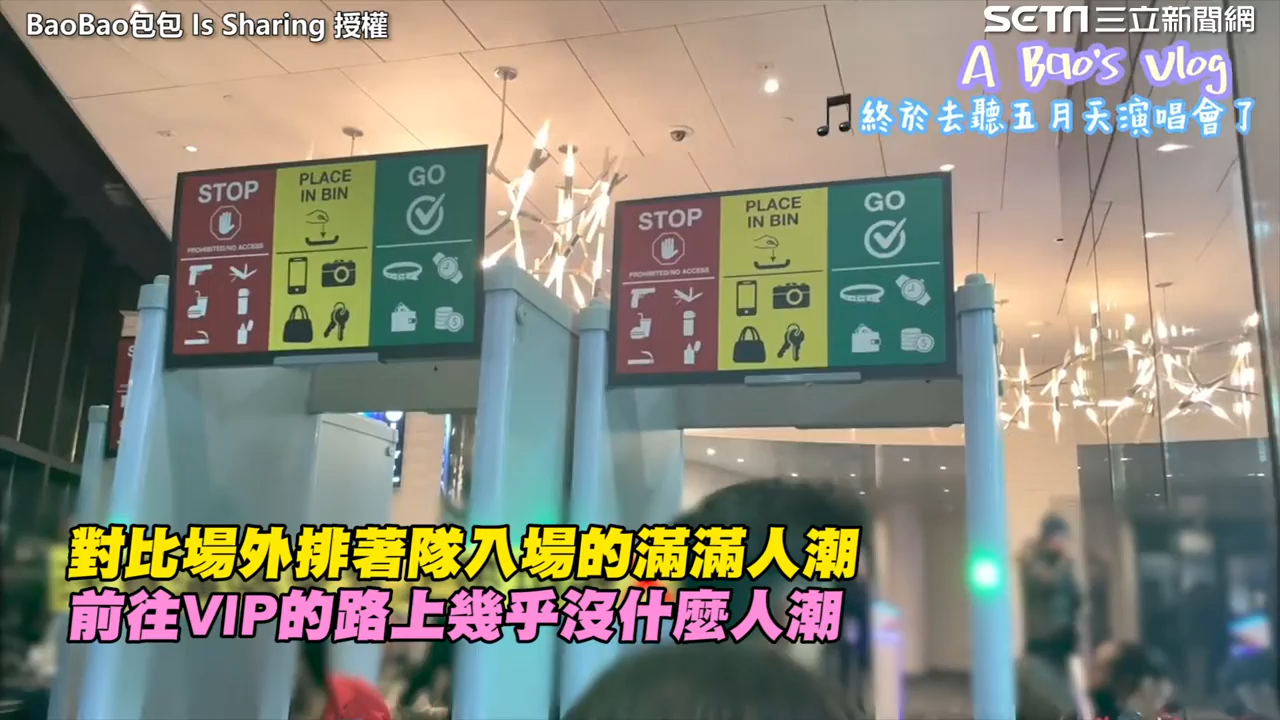 BaoBao包包 Is Sharing 授權
SETN三立新聞網
A Bao's Vlog
終於去聽五月天演唱會了
STOP
PROHIBITED/NO ACCESS
PLACE
IN BIN
GO
STOP
PROHIBITED/NO ACCESS
PLACE
IN BIN
GO
對比場外排著隊入場的滿滿人潮
前往VIP的路上幾乎沒什麼人潮